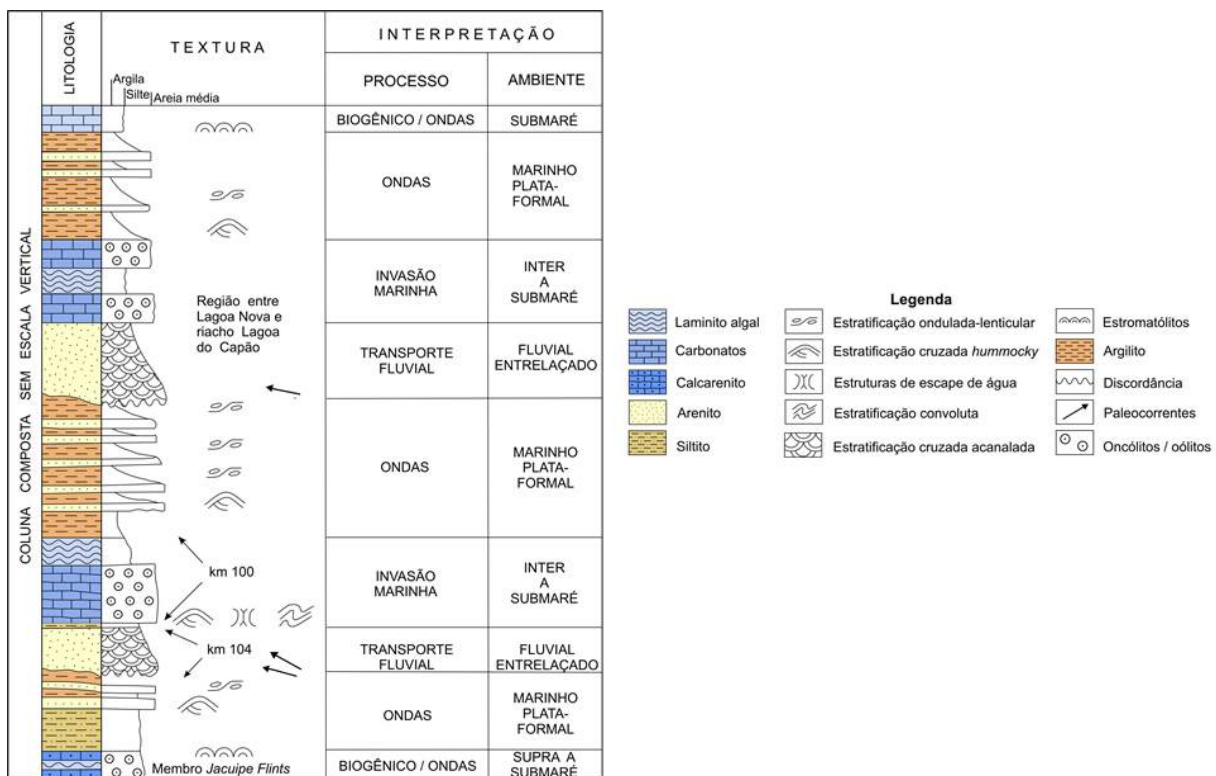 COLUNA COMPOSTA SEM ESCALA VERTICAL
LITOLOGIA
TEXTURA
Argila
Silte
Areia média
INTERPRETAÇÃO
PROCESSO
AMBIENTE
BIOGÊNICO / ONDAS
SUBMARÉ
ONDAS
MARINHO
PLATA-
FORMAL
INVASÃO
MARINHA
INTER
A
SUBMARÉ
Região entre
Lagoa Nova e
riacho Lagoa
do Capão
TRANSPORTE
FLUVIAL
FLUVIAL
ENTRELAÇADO
ONDAS
MARINHO
PLATA-
FORMAL
km 100
INVASÃO
MARINHA
INTER
A
SUBMARÉ
km 104
TRANSPORTE
FLUVIAL
FLUVIAL
ENTRELAÇADO
ONDAS
MARINHO
PLATA-
FORMAL
Membro Jacuipe Flints
BIOGÊNICO / ONDAS
SUPRA A
SUBMARÉ
Legenda
Laminito algal
Carbonatos
Calcarenito
Arenito
Siltito
Estratificação ondulada-lenticular
Estratificação cruzada hummocky
Estruturas de escape de água
Estratificação convoluta
Estratificação cruzada acanalada
Estromatólitos
Argilito
Discordância
Paleocorrentes
Oncólitos / oólitos